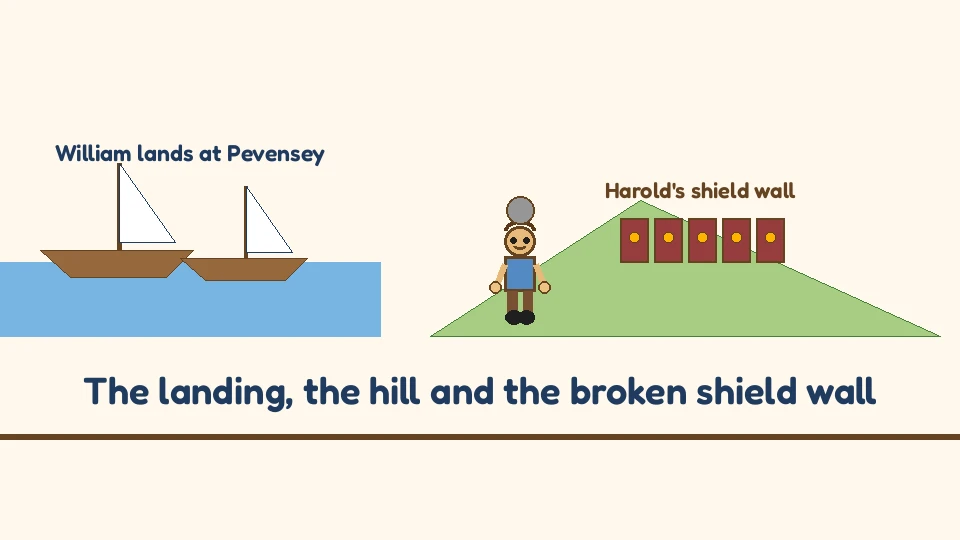 William lands at Pevensey
Harold's shield wall
The landing, the hill and the broken shield wall